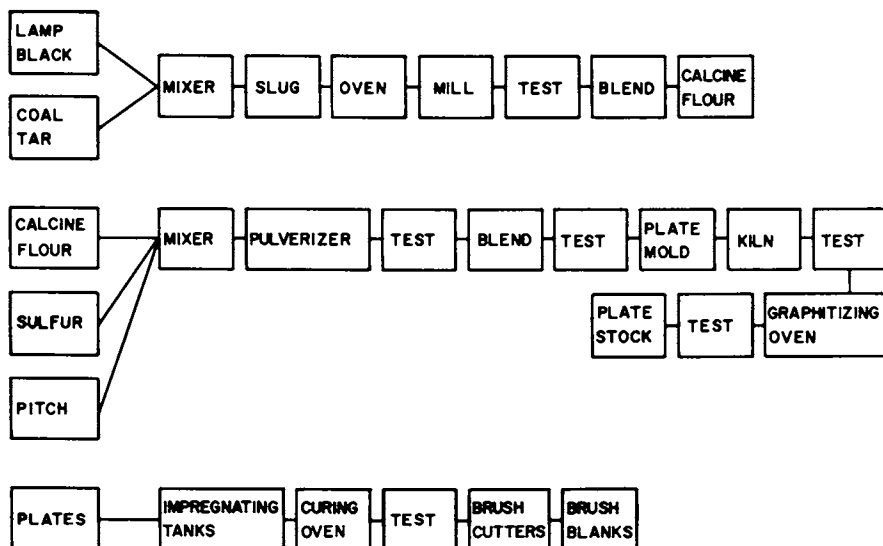 LAMP
BLACK
COAL
TAR
MIXER
SLUG
OVEN
MILL
TEST
BLEND
CALCINE
FLOUR
CALCINE
FLOUR
SULFUR
PITCH
MIXER
PULVERIZER
TEST
BLEND
TEST
PLATE
MOLD
KILN
TEST
GRAPHITIZING
OVEN
TEST
PLATE
STOCK
PLATES
IMPREGNATING
TANKS
CURING
OVEN
TEST
BRUSH
CUTTERS
BRUSH
BLANKS